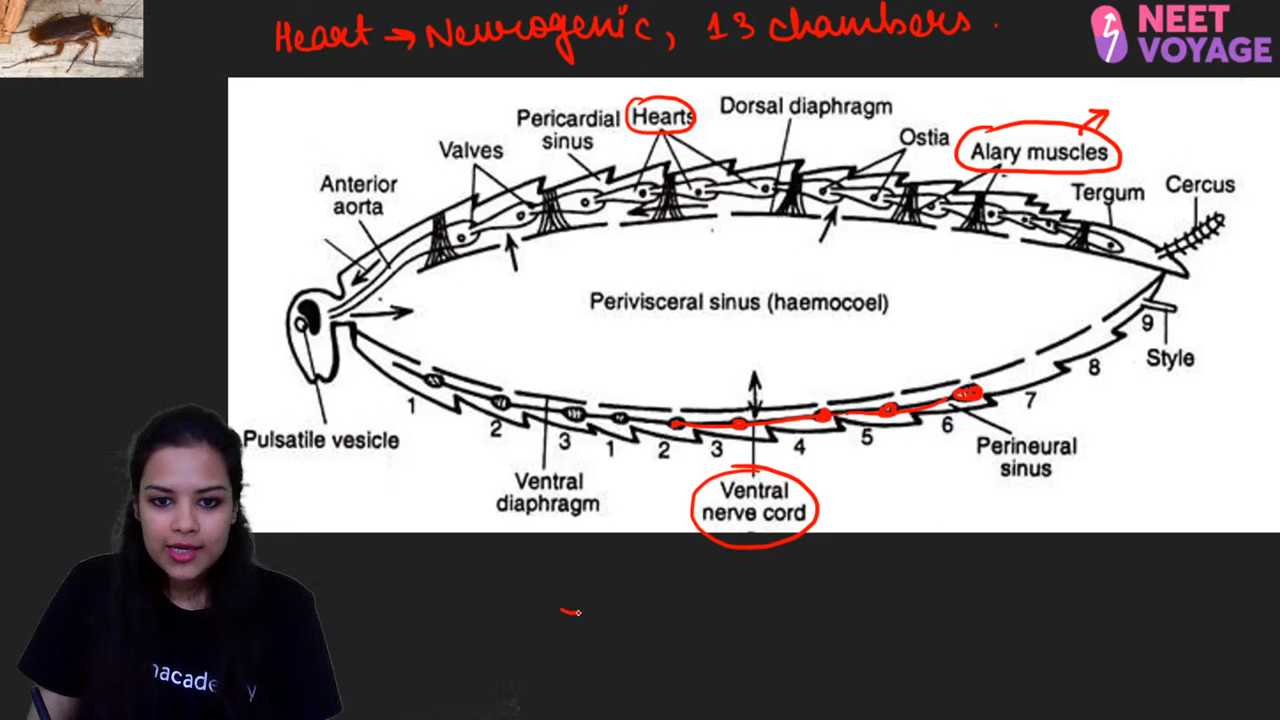 Heart → Neurogenic, 13 chambers.
NEET
VOYAGE
Pericardial
sinus
Hearts
Dorsal diaphragm
Valves
Ostia
Alary muscles
Anterior
aorta
Tergum
Cercus
Perivisceral sinus (haemocoel)
9
Style
8
1
2
3
1
2
3
4
5
6
7
Pulsatile vesicle
Perineural
sinus
Ventral
diaphragm
Ventral
nerve cord